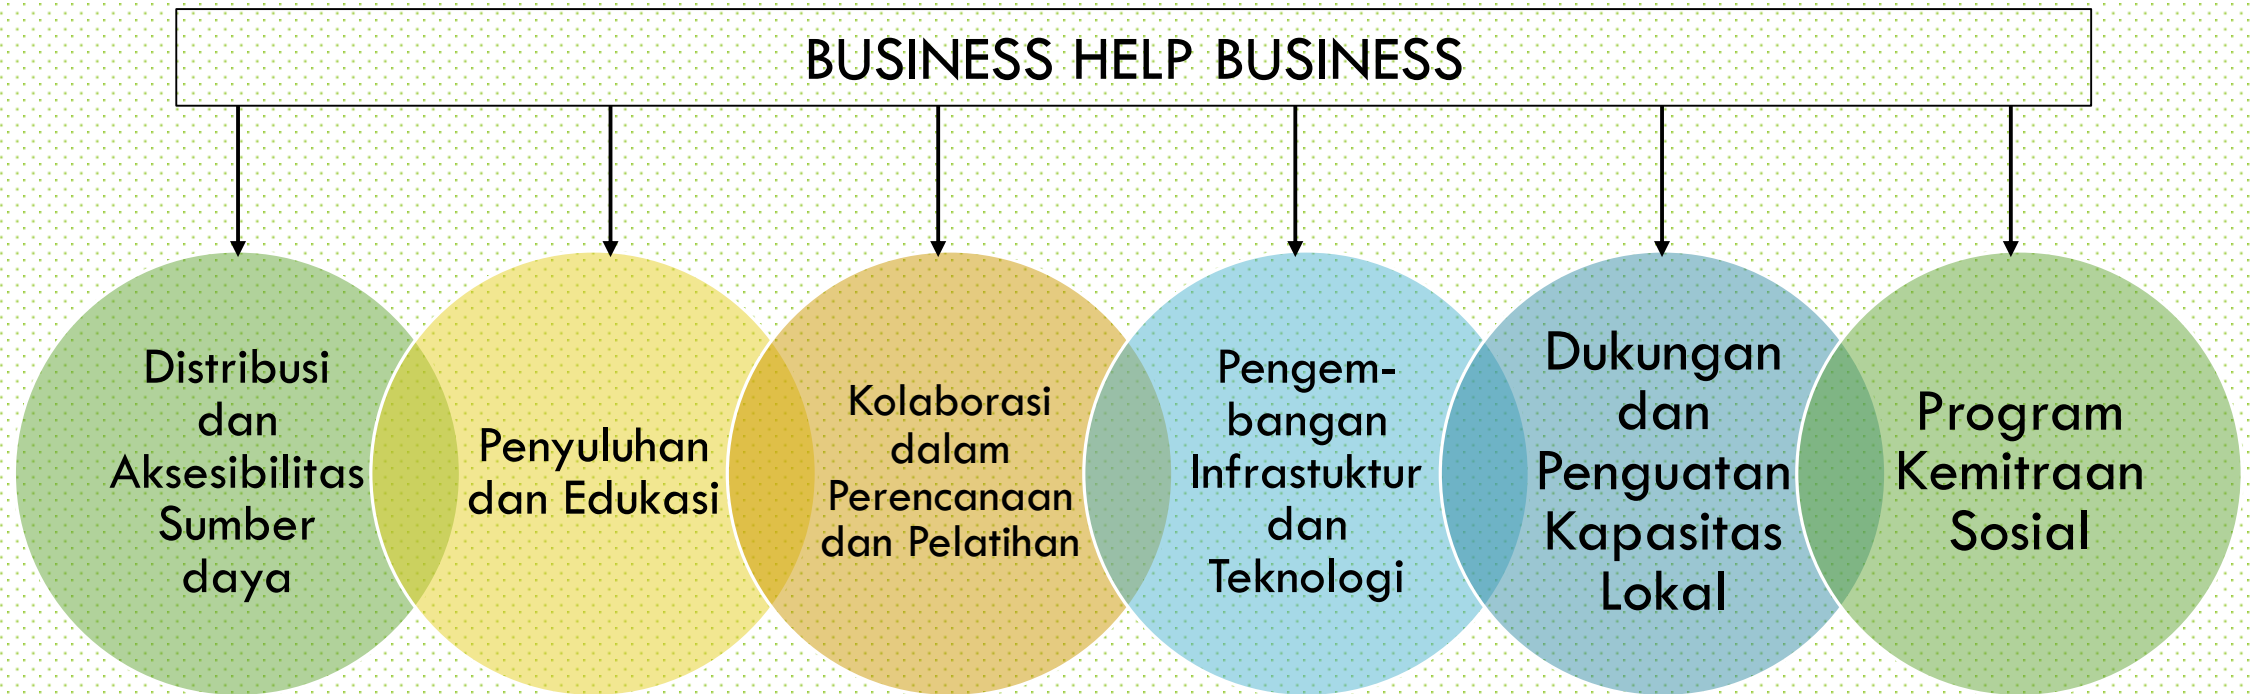 BUSINESS HELP BUSINESS
Distribusi
dan
Aksesibilitas
Sumber
daya
Penyuluhan
dan Edukasi
Kolaborasi
dalam
Perencanaan
dan Pelatihan
Pengem-
bangan
Infrastuktur
dan
Teknologi
Dukungan
dan
Penguatan
Kapasitas
Lokal
Program
Kemitraan
Sosial